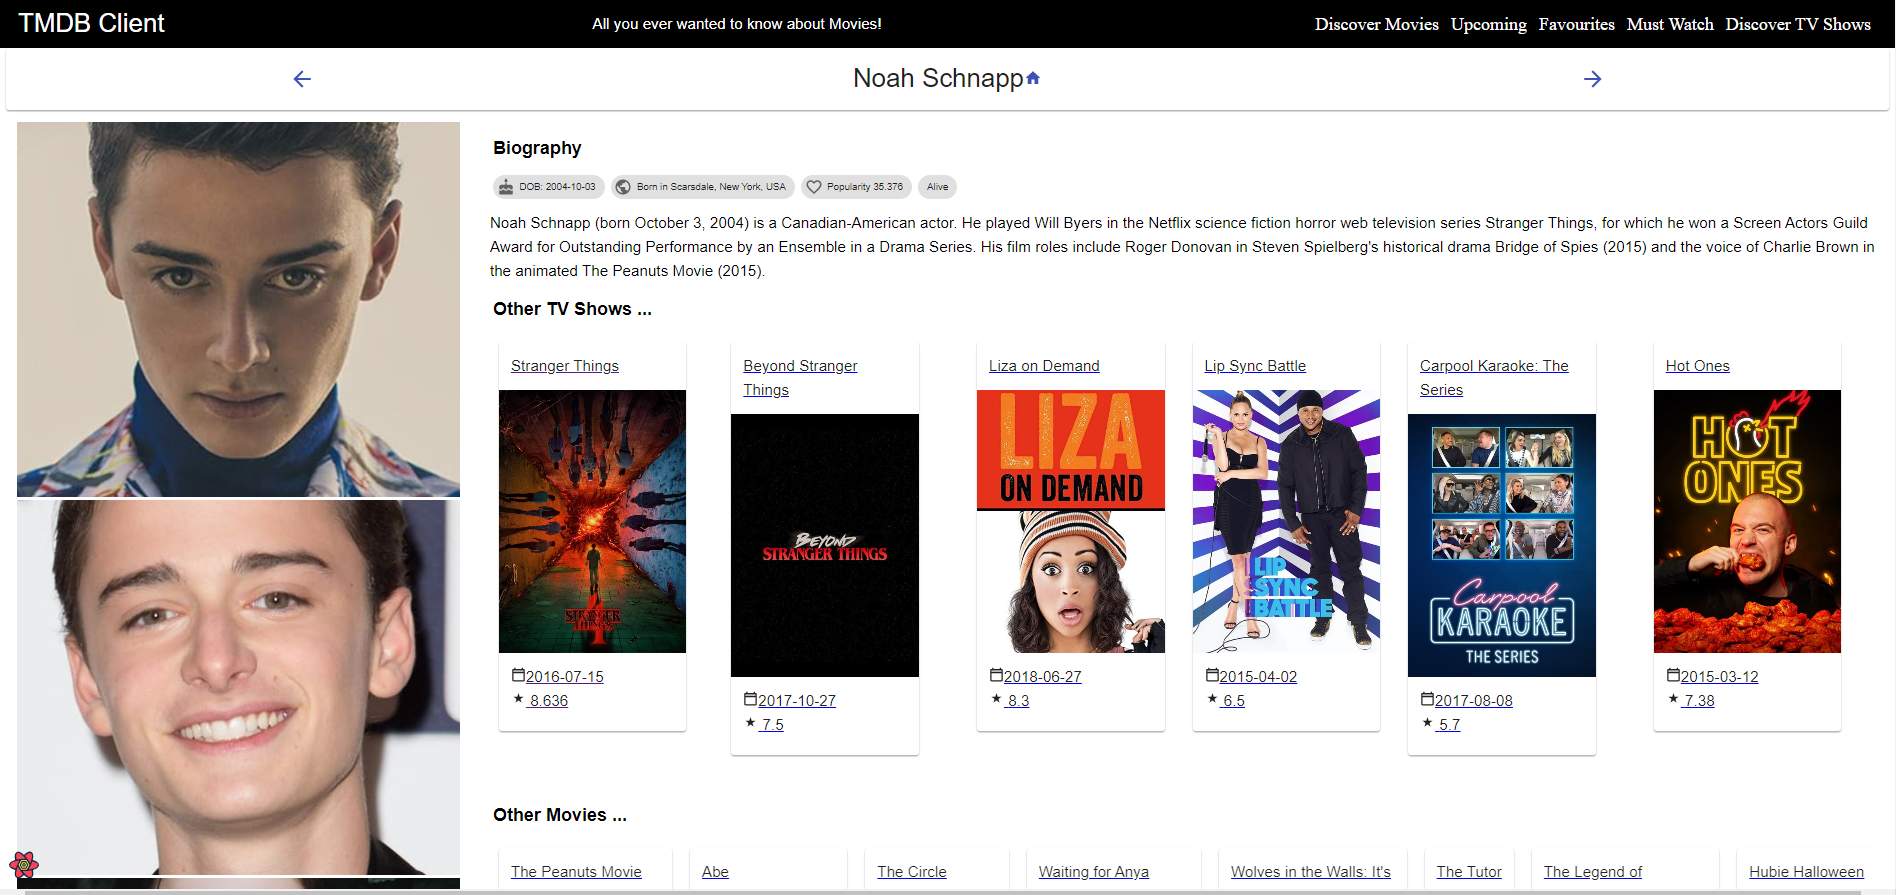 TMDB Client
All you ever wanted to know about Movies!
Discover Movies Upcoming Favourites Must Watch Discover TV Shows
Noah Schnapp
Biography
DOB: 2004-10-03 Born in Scarsdale, New York, USA Popularity 35.376 Alive
Noah Schnapp (born October 3, 2004) is a Canadian-American actor. He played Will Byers in the Netflix science fiction horror web television series Stranger Things, for which he won a Screen Actors Guild
Award for Outstanding Performance by an Ensemble in a Drama Series. His film roles include Roger Donovan in Steven Spielberg's historical drama Bridge of Spies (2015) and the voice of Charlie Brown in
the animated The Peanuts Movie (2015).
Other TV Shows ...
Stranger Things
STRANGER
THINGS
4
2016-07-15
8.636
Beyond Stranger
Things
BEYOND
STRANGER THINGS
2017-10-27
7.5
Liza on Demand
LIZA
ON DEMAND
2018-06-27
8.3
Lip Sync Battle
LIP
SYNC
BATTLE
2015-04-02
6.5
Carpool Karaoke: The
Series
Carpool
KARAOKE
THE SERIES
2017-08-08
5.7
Hot Ones
HOT
ONES
2015-03-12
7.38
Other Movies ...
The Peanuts Movie
Abe
The Circle
Waiting for Anya
Wolves in the Walls: It's
The Tutor
The Legend of
Hubie Halloween